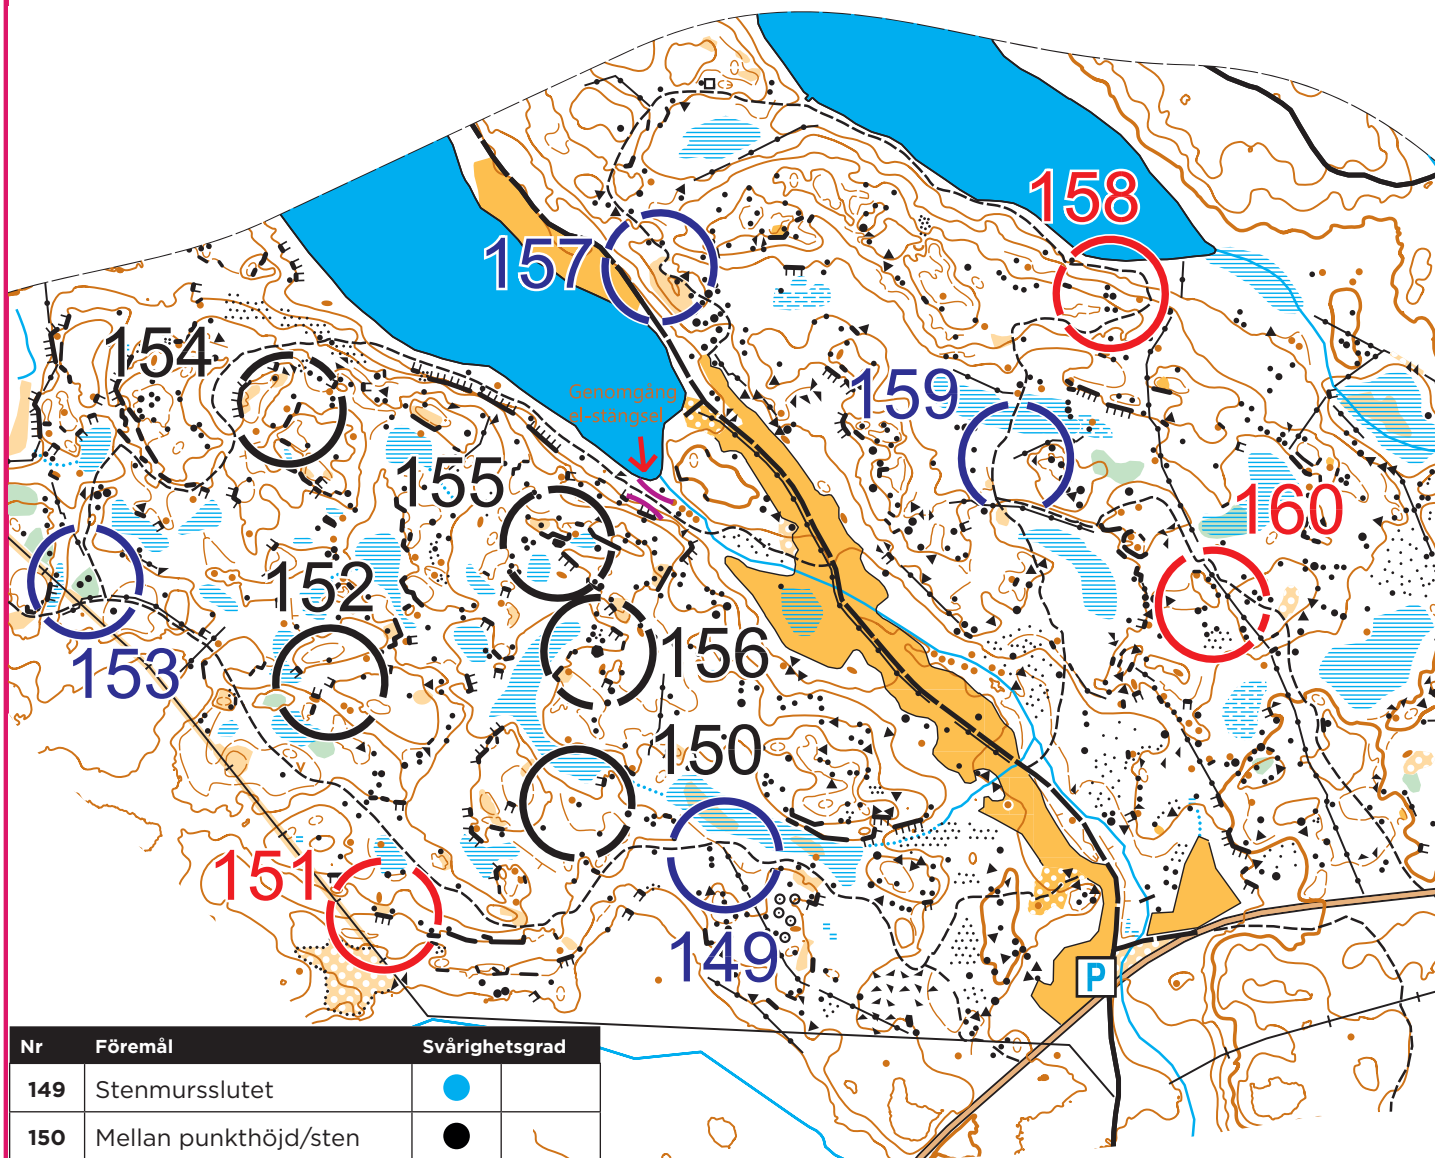 158
157
154
Genomgång
el-stängsel
159
155
160
152
156
153
150
151
149
P
Nr Föremål Svårighetsgrad
149 Stenmursslutet
150 Mellan punkthöjd/sten